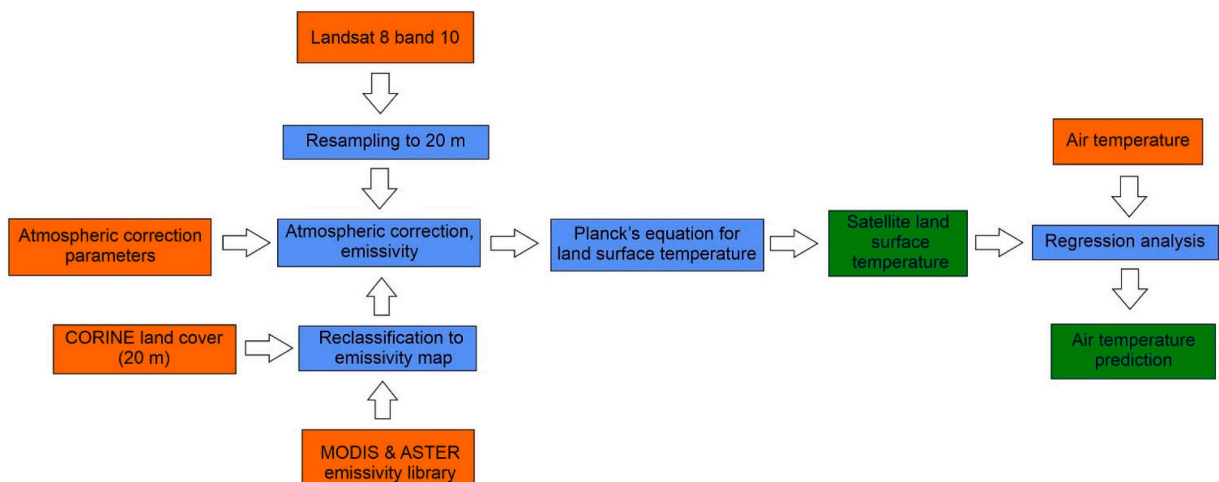 Landsat 8 band 10
Resampling to 20 m
Air temperature
Atmospheric correction
parameters
Atmospheric correction,
emissivity
Planck's equation for
land surface temperature
Satellite land
surface
temperature
Regression analysis
CORINE land cover
(20 m)
Reclassification to
emissivity map
Air temperature
prediction
MODIS & ASTER
emissivity library